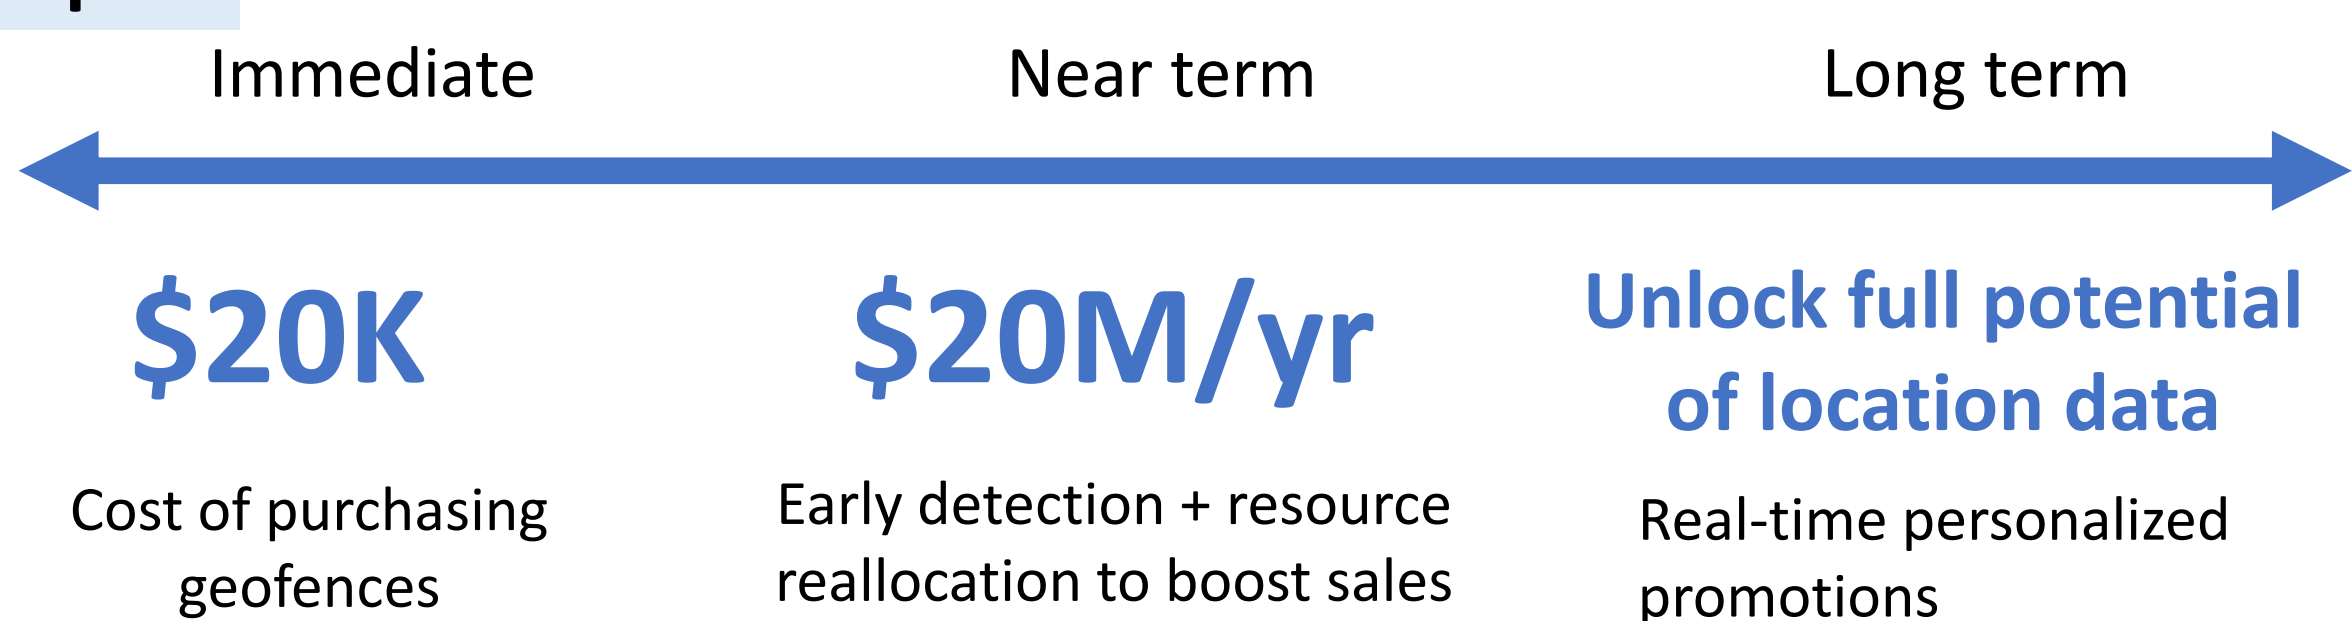 Immediate
Near term
Long term
$20K
$20M/yr
Unlock full potential
of location data
Cost of purchasing
geofences
Early detection + resource
reallocation to boost sales
Real-time personalized
promotions